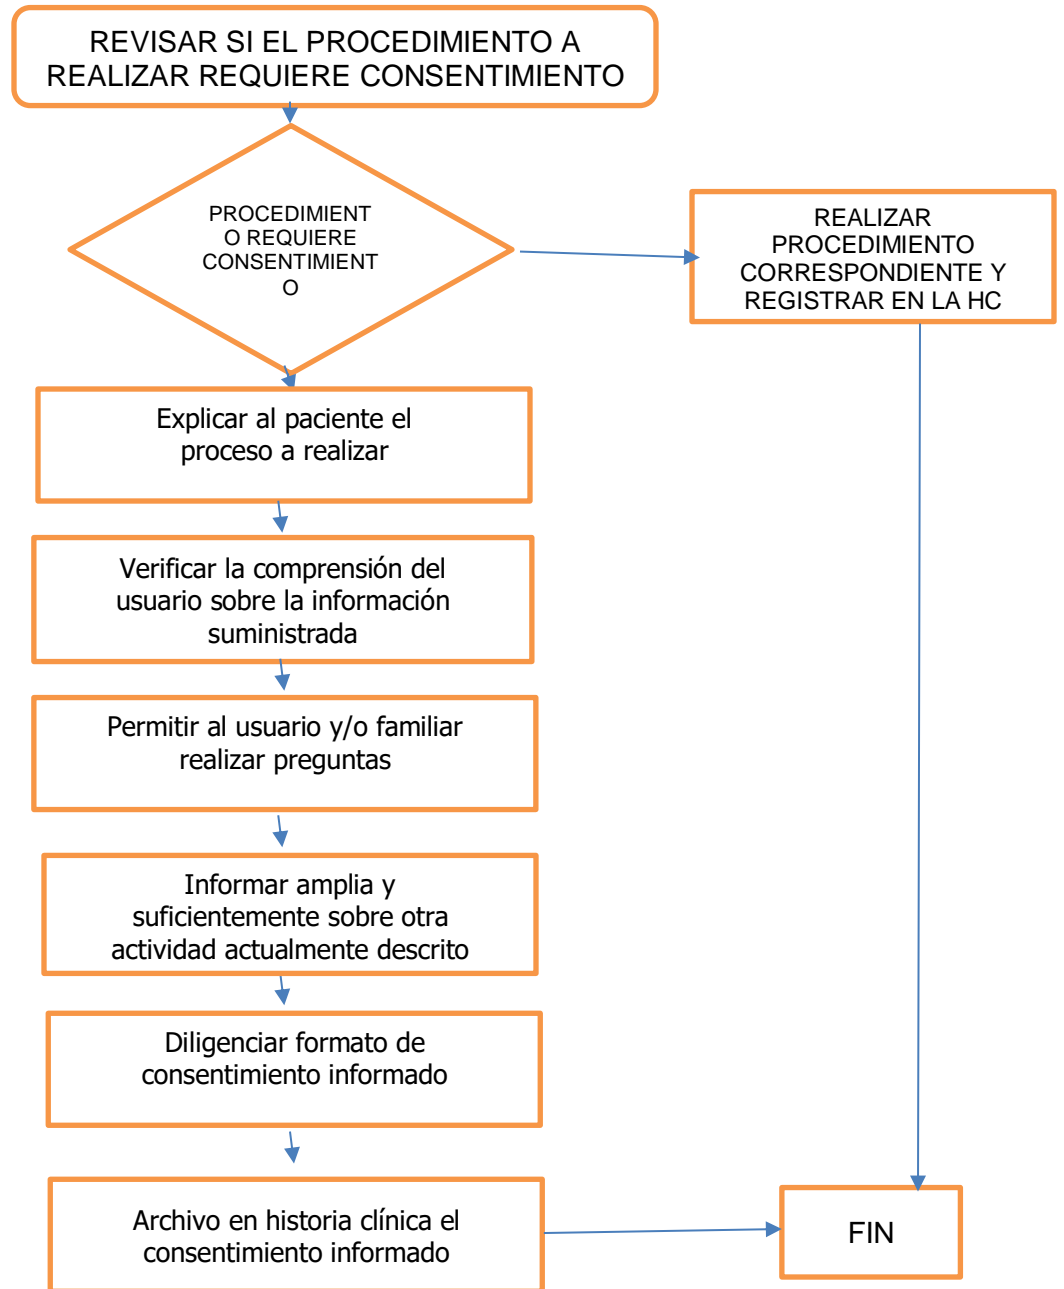 REVISAR SI EL PROCEDIMIENTO A
REALIZAR REQUIERE CONSENTIMIENTO
PROCEDIMIENT
O REQUIERE
CONSENTIMIENT
O
REALIZAR
PROCEDIMIENTO
CORRESPONDIENTE Y
REGISTRAR EN LA HC
Explicar al paciente el
proceso a realizar
Verificar la comprensión del
usuario sobre la información
suministrada
Permitir al usuario y/o familiar
realizar preguntas
Informar amplia y
suficientemente sobre otra
actividad actualmente descrito
Diligenciar formato de
consentimiento informado
Archivo en historia clínica el
consentimiento informado
FIN